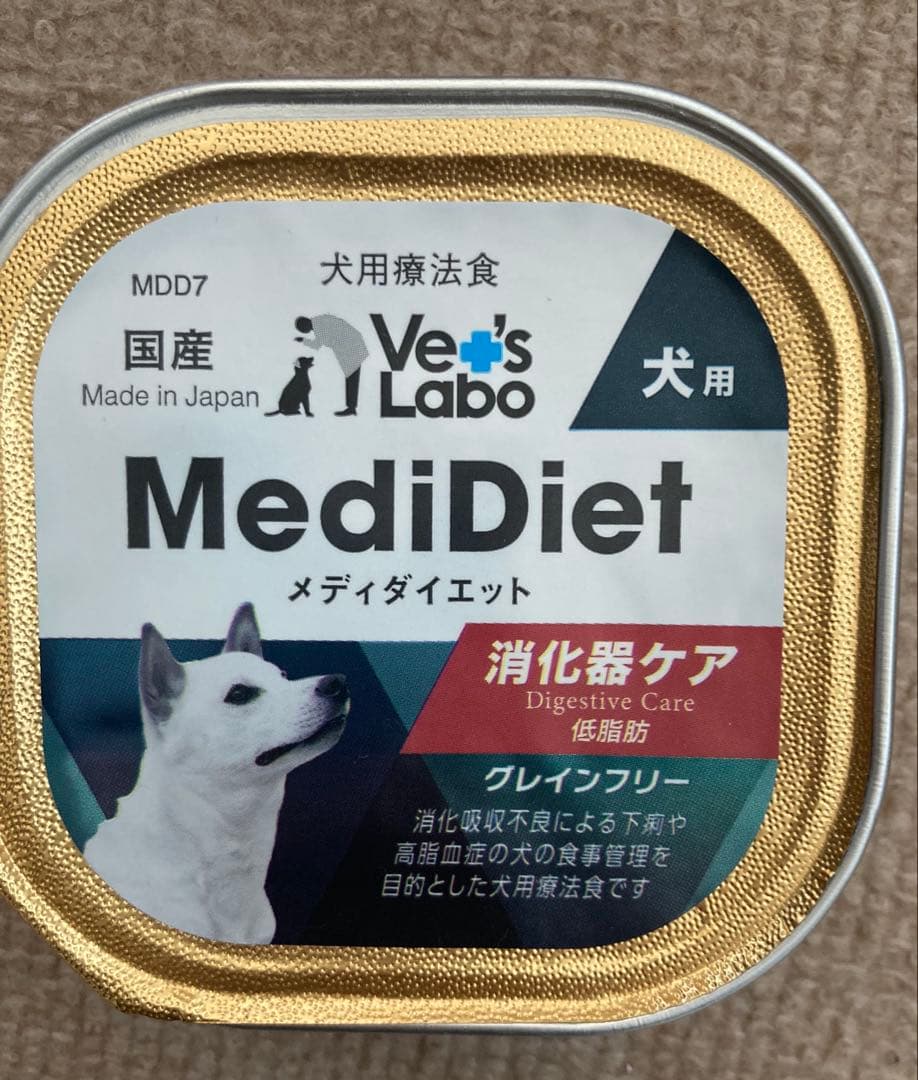 犬用療法食
MDD7
国産
Made in Japan
Vet's
Labo
犬用
MediDiet
メディダイエット
消化器ケア
Digestive Care
低脂肪
グレインフリー
消化吸収不良による下痢や
高脂血症の犬の食事管理を
目的とした犬用療法食です